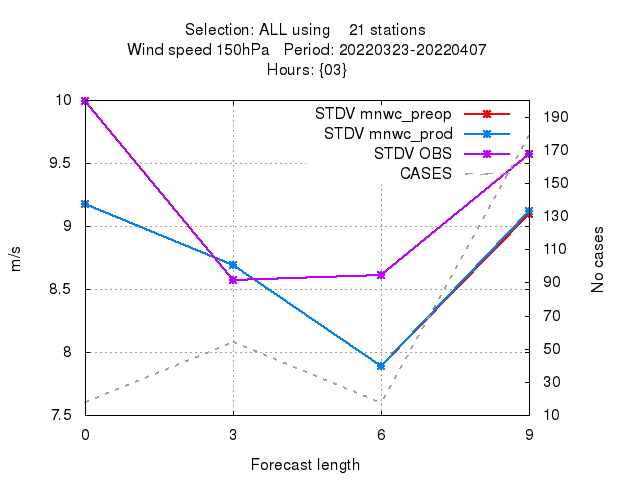 Selection: ALL using 21 stations
Wind speed 150hPa Period: 20220323-20220407
Hours: {03}
STDV mnwc_preop
STDV mnwc_prod
STDV OBS
CASES
10
9.5
9
8.5
8
7.5
m/s
190
170
150
130
110
90
70
50
30
10
No cases
0 3 6 9
Forecast length